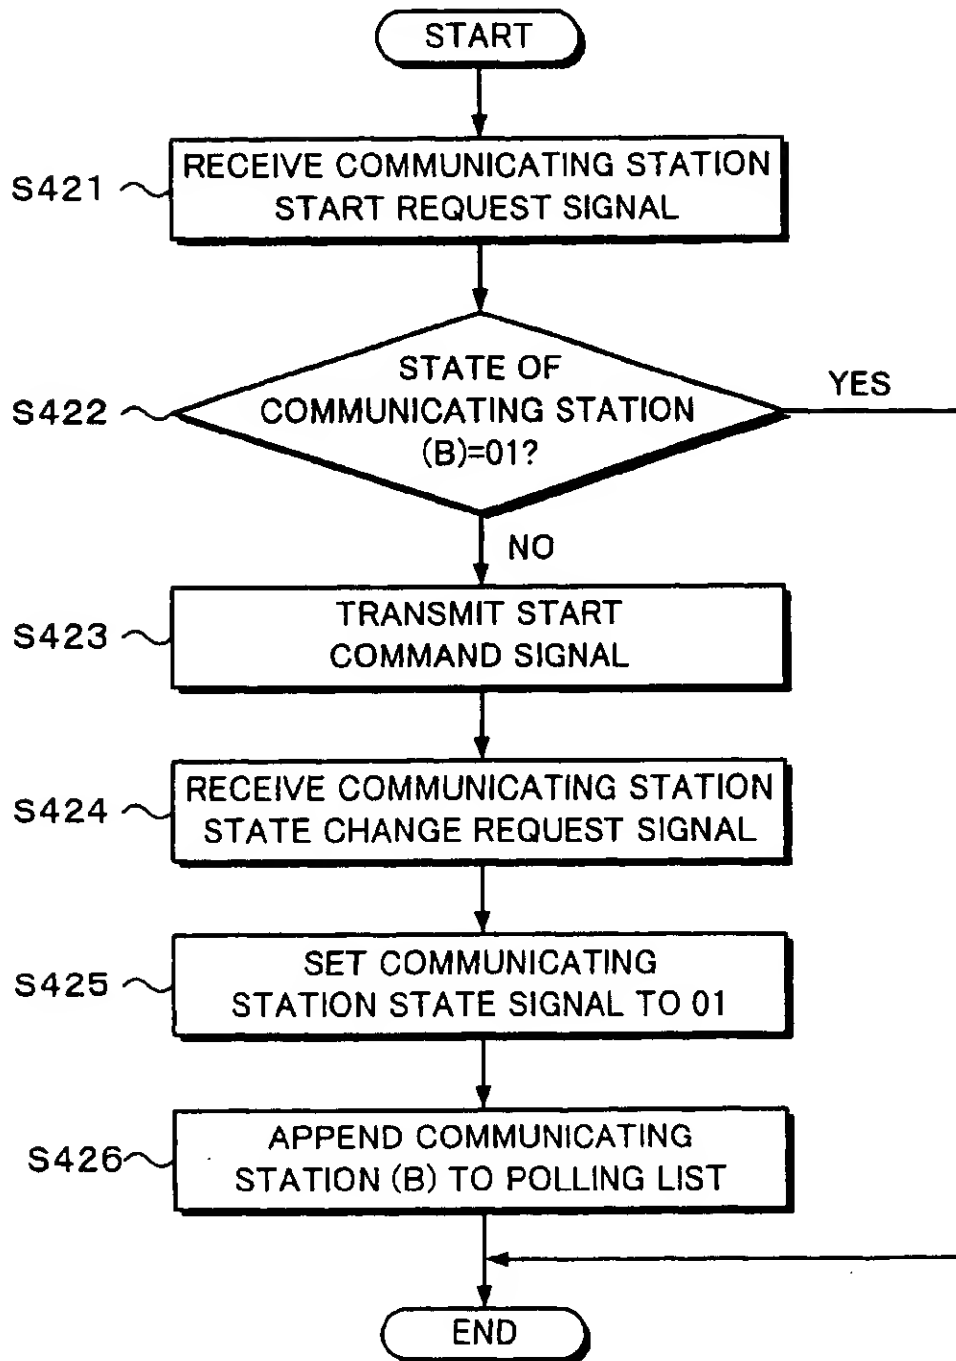 START
S421
RECEIVE COMMUNICATING STATION
START REQUEST SIGNAL
S422
STATE OF
COMMUNICATING STATION
(B)=01?
YES
NO
S423
TRANSMIT START
COMMAND SIGNAL
S424
RECEIVE COMMUNICATING STATION
STATE CHANGE REQUEST SIGNAL
S425
SET COMMUNICATING
STATION STATE SIGNAL TO 01
S426
APPEND COMMUNICATING
STATION (B) TO POLLING LIST
END